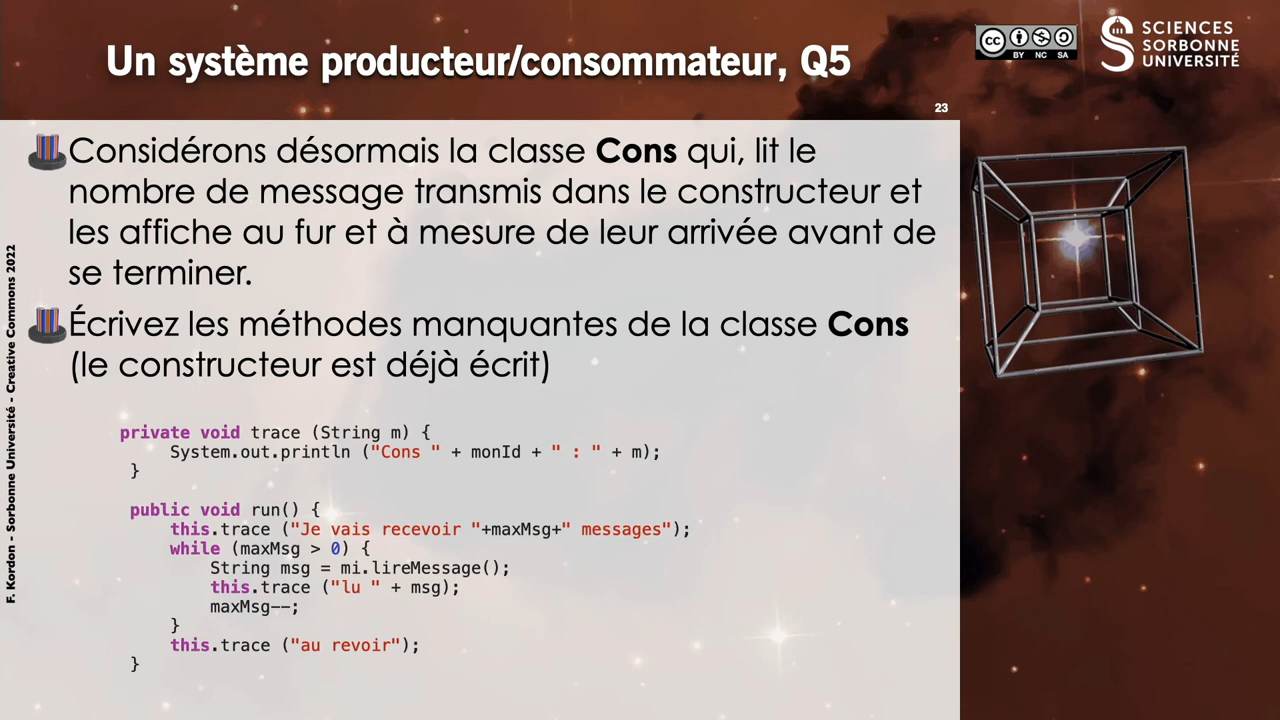 Un système producteur/consommateur, Q5
cc
BY NC SA
SCIENCES
SORBONNE
UNIVERSITÉ
23
Considérons désormais la classe Cons qui, lit le
nombre de message transmis dans le constructeur et
les affiche au fur et à mesure de leur arrivée avant de
se terminer.
Écrivez les méthodes manquantes de la classe Cons
(le constructeur est déjà écrit)
private void trace (String m) {
System.out.println ("Cons " + monId + " : " + m);
}
public void run() {
this.trace ("Je vais recevoir "+maxMsg+" messages");
while (maxMsg > 0) {
String msg = mi.lireMessage();
this.trace ("lu " + msg);
maxMsg--;
}
this.trace ("au revoir");
}
F. Kordon - Sorbonne Université - Creative Commons 2022